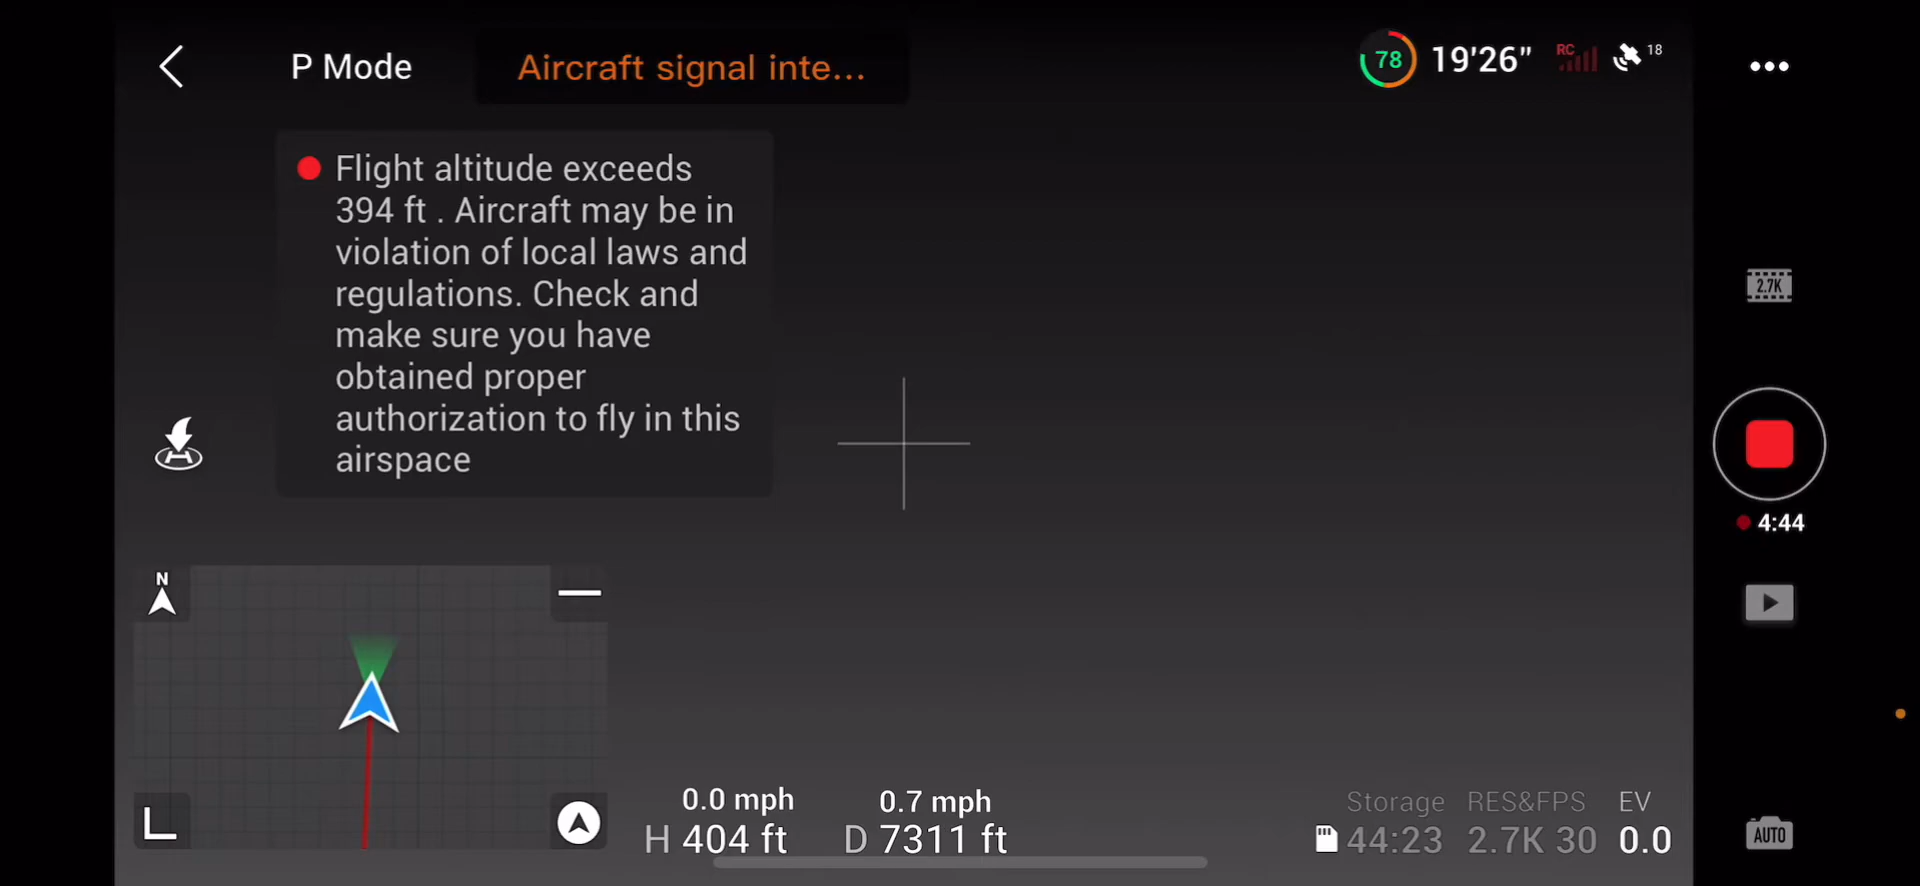 P Mode
Aircraft signal inte...
78
19'26"
RC
18
Flight altitude exceeds
394 ft . Aircraft may be in
violation of local laws and
regulations. Check and
make sure you have
obtained proper
authorization to fly in this
airspace
2.7K
4:44
N
0.0 mph
0.7 mph
H 404 ft
D 7311 ft
Storage RES&FPS EV
44:23 2.7K 30 0.0
AUTO